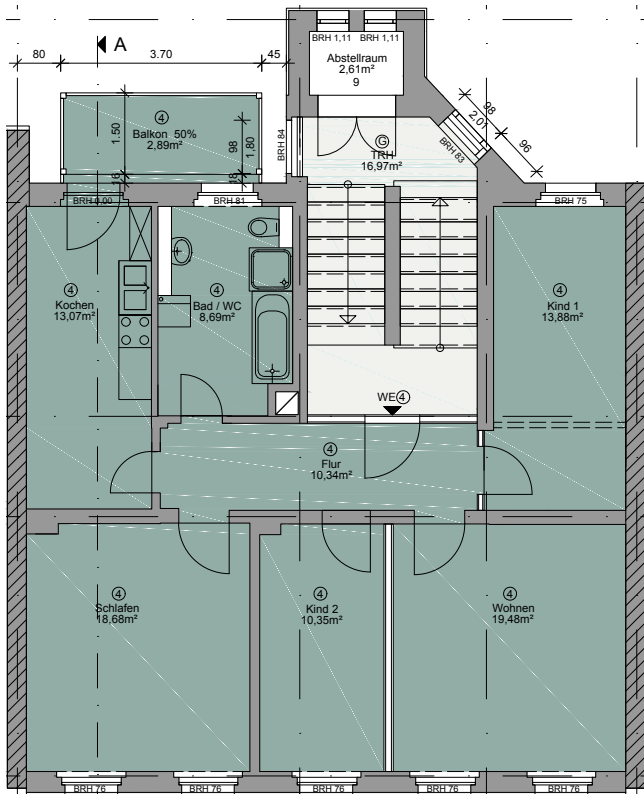 A
80
3.70
45
BRH 1,11
BRH 1,11
Abstellraum
2,61m²
9
98
2,01
96
BRH 83
1.50
16
4
Balkon 50%
2,89m²
98
1,80
18
BRH 84
G
TRH
16,97m²
BRH 0,00
BRH 81
BRH 75
4
Kochen
13,07m²
4
Bad / WC
8,69m²
4
Kind 1
13,88m²
WE 4
4
Flur
10,34m²
4
Schlafen
18,68m²
4
Kind 2
10,35m²
4
Wohnen
19,48m²
BRH 76
BRH 76
BRH 76
BRH 76
BRH 76